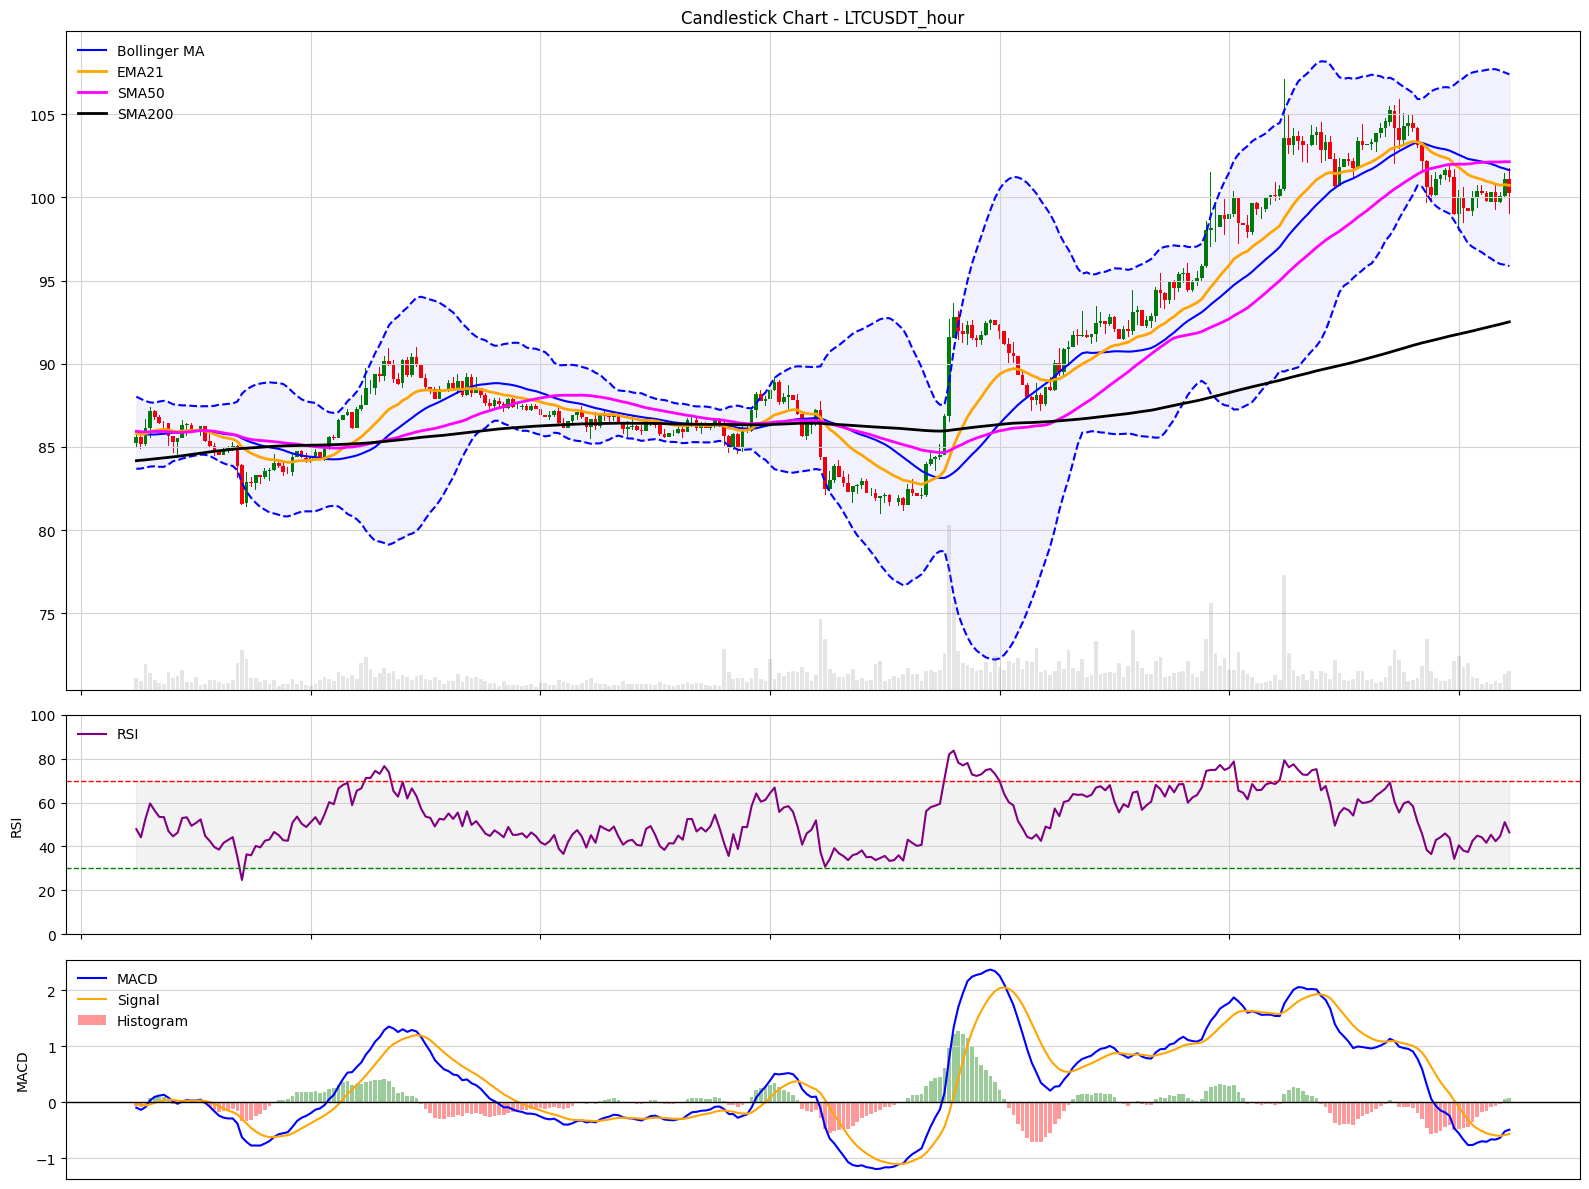 Candlestick Chart - LTCUSDT_hour
Bollinger MA
EMA21
SMA50
SMA200
105
100
95
90
85
80
75
RSI
100
80
60
40
20
0
RSI
MACD
Signal
Histogram
2
1
0
−1
MACD